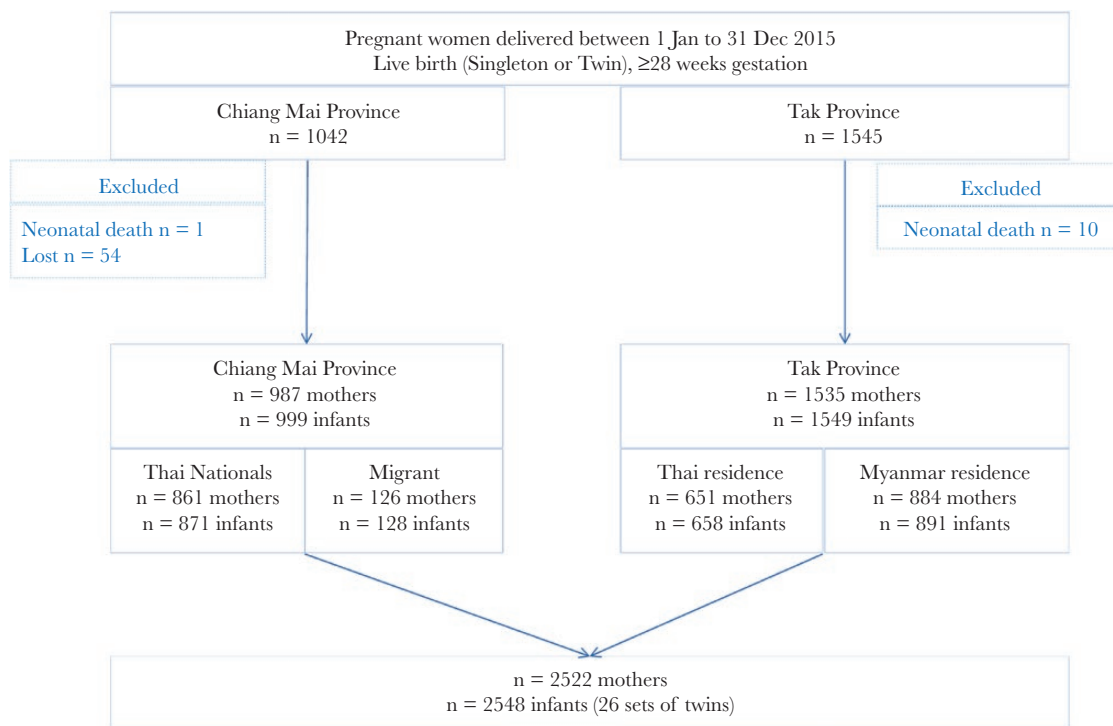 Pregnant women delivered between 1 Jan to 31 Dec 2015
Live birth (Singleton or Twin), ≥28 weeks gestation
Chiang Mai Province
n = 1042
Tak Province
n = 1545
Excluded
Neonatal death n = 1
Lost n = 54
Excluded
Neonatal death n = 10
Chiang Mai Province
n = 987 mothers
n = 999 infants
Tak Province
n = 1535 mothers
n = 1549 infants
Thai Nationals
n = 861 mothers
n = 871 infants
Migrant
n = 126 mothers
n = 128 infants
Thai residence
n = 651 mothers
n = 658 infants
Myanmar residence
n = 884 mothers
n = 891 infants
n = 2522 mothers
n = 2548 infants (26 sets of twins)